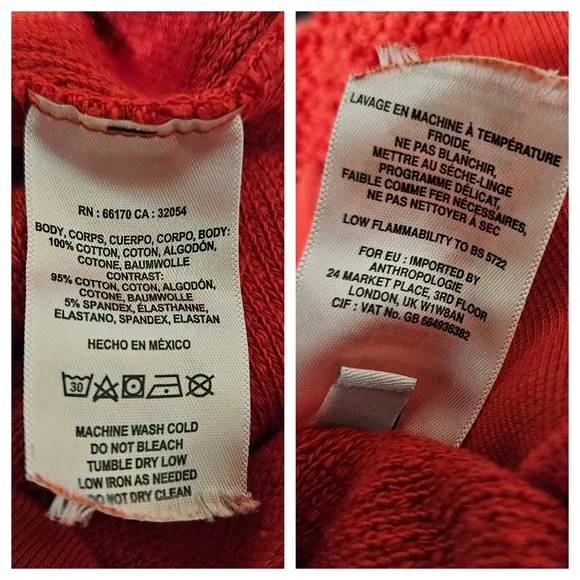 RN : 66170 CA : 32054
BODY, CORPS, CUERPO, CORPO, BODY:
100% COTTON, COTON, ALGODÓN,
COTONE, BAUMWOLLE
CONTRAST:
95% COTTON, COTON, ALGODÓN,
COTONE, BAUMWOLLE
5% SPANDEX, ÉLASTHANNE,
ELASTANO, SPANDEX, ELASTAN
HECHO EN MÉXICO
30
MACHINE WASH COLD
DO NOT BLEACH
TUMBLE DRY LOW
LOW IRON AS NEEDED
DO NOT DRY CLEAN
LAVAGE EN MACHINE À TEMPÉRATURE
FROIDE,
NE PAS BLANCHIR,
METTRE AU SÈCHE-LINGE
PROGRAMME DÉLICAT,
FAIBLE COMME FER NÉCESSAIRES,
NE PAS NETTOYER À SEC
LOW FLAMMABILITY TO BS 5722
FOR EU : IMPORTED BY
ANTHROPOLOGIE
24 MARKET PLACE, 3RD FLOOR
LONDON, UK W1W8AN
CIF : VAT No. GB 584936382